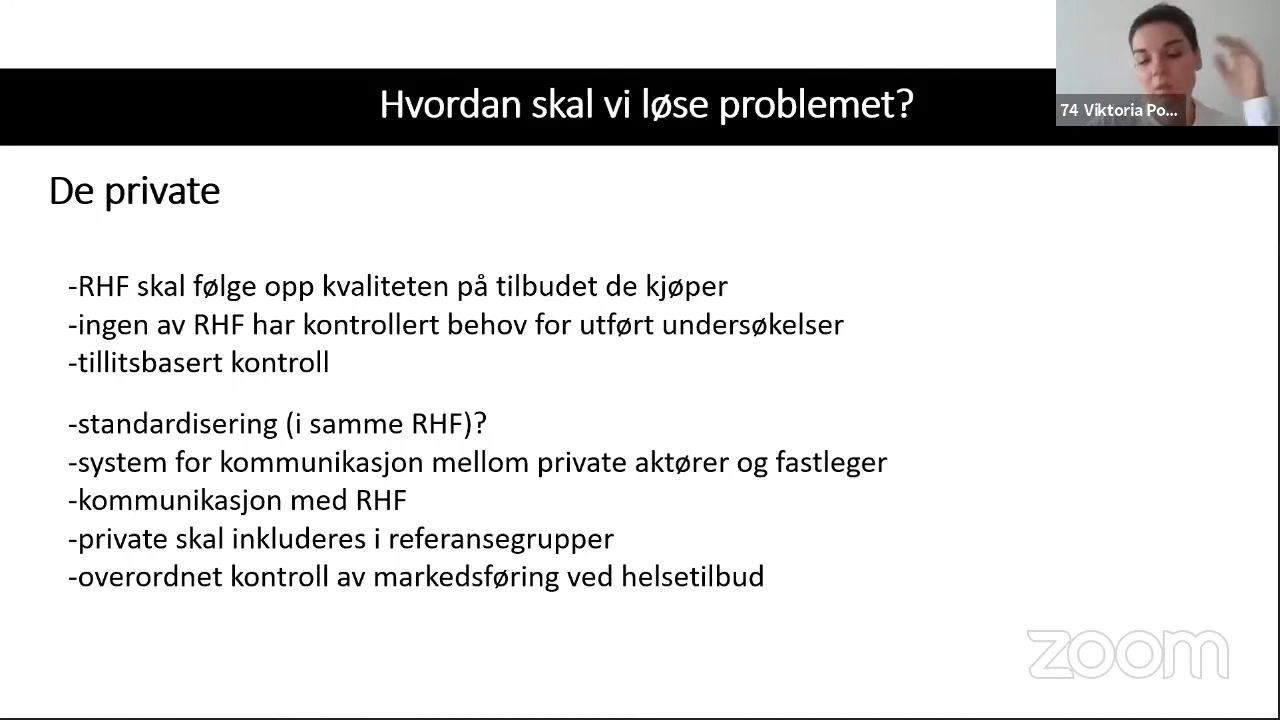 Hvordan skal vi løse problemet?
74 Viktoria Po...
De private
-RHF skal følge opp kvaliteten på tilbudet de kjøper
-ingen av RHF har kontrollert behov for utført undersøkelser
-tillitsbasert kontroll
-standardisering (i samme RHF)?
-system for kommunikasjon mellom private aktører og fastleger
-kommunikasjon med RHF
-private skal inkluderes i referansegrupper
-overordnet kontroll av markedsføring ved helsetilbud
zoom